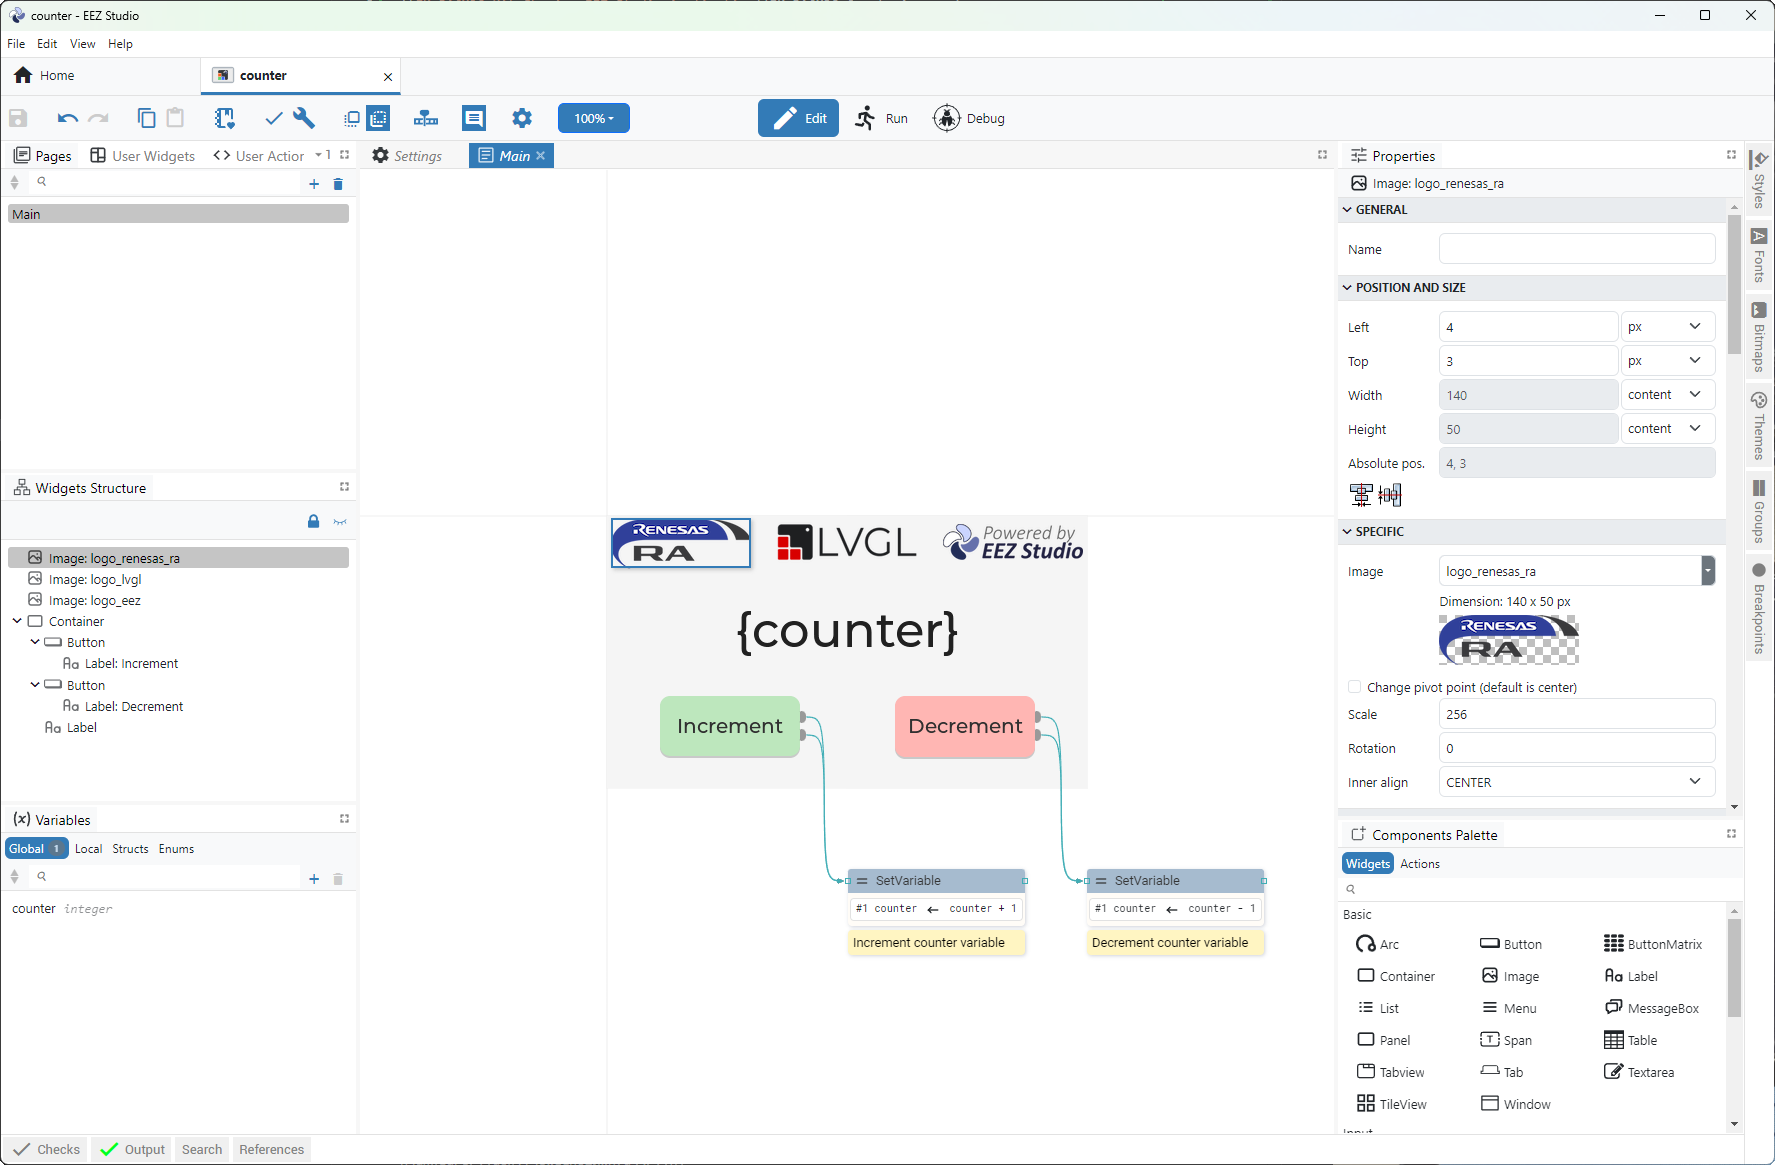 counter - EEZ Studio
File Edit View Help
Home
counter
100%
Edit
Run
Debug
Pages
User Widgets
User Action
1
Settings
Main
Properties
Main
Image: logo_renesas_ra
GENERAL
Name
POSITION AND SIZE
Left 4 px
Top 3 px
Width 140 content
Height 50 content
Absolute pos. 4, 3
SPECIFIC
Image logo_renesas_ra
Dimension: 140 x 50 px
RENESAS
RA
Change pivot point (default is center)
Scale 256
Rotation 0
Inner align CENTER
Styles
Fonts
Bitmaps
Themes
Groups
Breakpoints
Widgets Structure
Image: logo_renesas_ra
Image: logo_lvgl
Image: logo_eez
Container
Button
Label: Increment
Button
Label: Decrement
Label
RENESAS
RA
LVGL
Powered by
EEZ Studio
{counter}
Increment
Decrement
SetVariable
#1 counter ← counter + 1
Increment counter variable
SetVariable
#1 counter ← counter - 1
Decrement counter variable
(x) Variables
Global 1 Local Structs Enums
counter integer
Components Palette
Widgets Actions
Basic
Arc Button ButtonMatrix
Container Image Label
List Menu MessageBox
Panel Span Table
Tabview Tab Textarea
TileView Window
Checks Output Search References